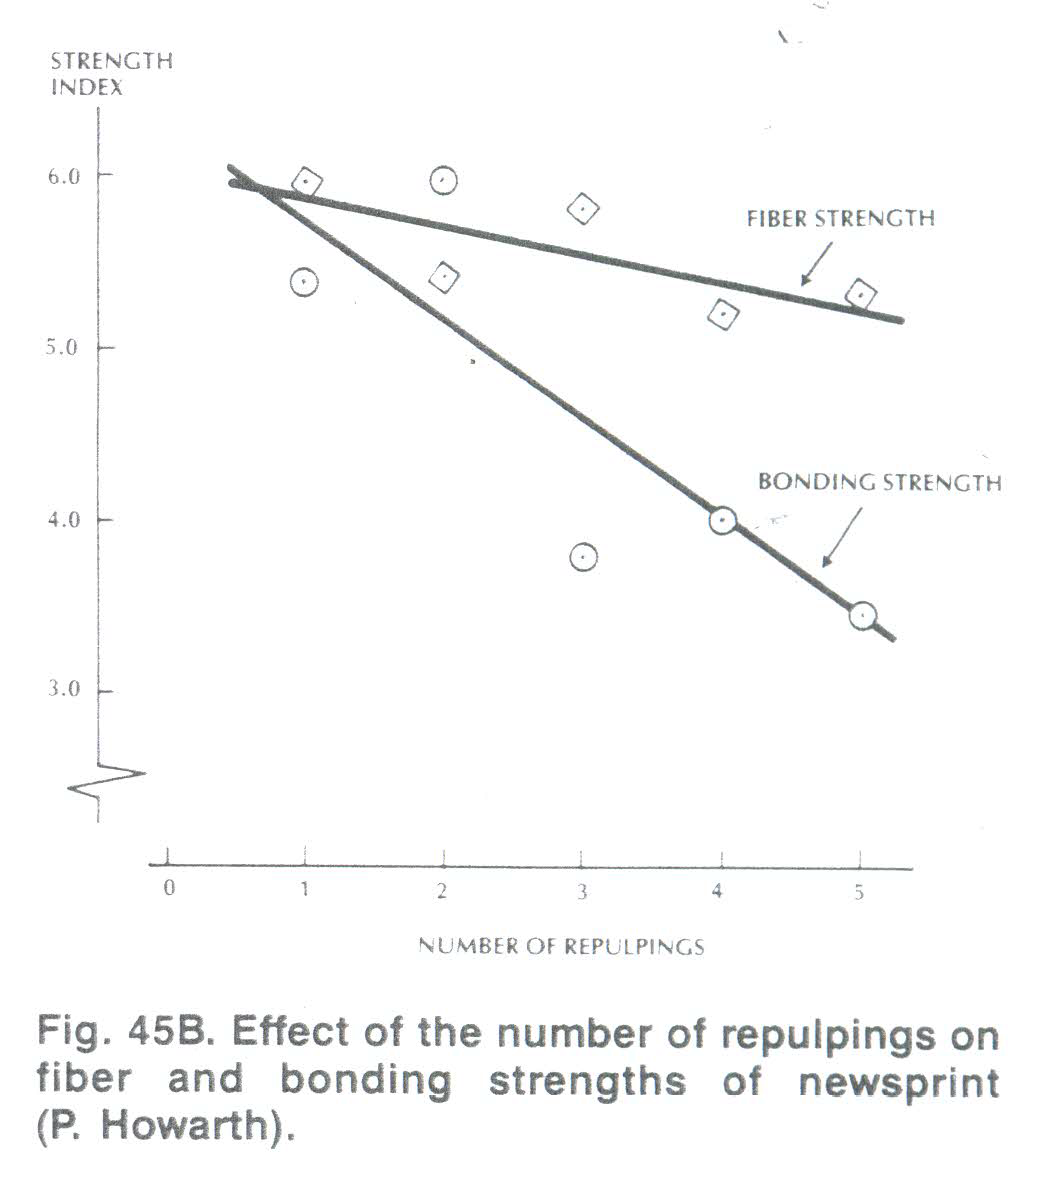 STRENGTH
INDEX
6.0
FIBER STRENGTH
5.0
BONDING STRENGTH
4.0
3.0
0 1 2 3 4 5
NUMBER OF REPULPINGS
Fig. 45B. Effect of the number of repulpings on
fiber and bonding strengths of newsprint
(P. Howarth).